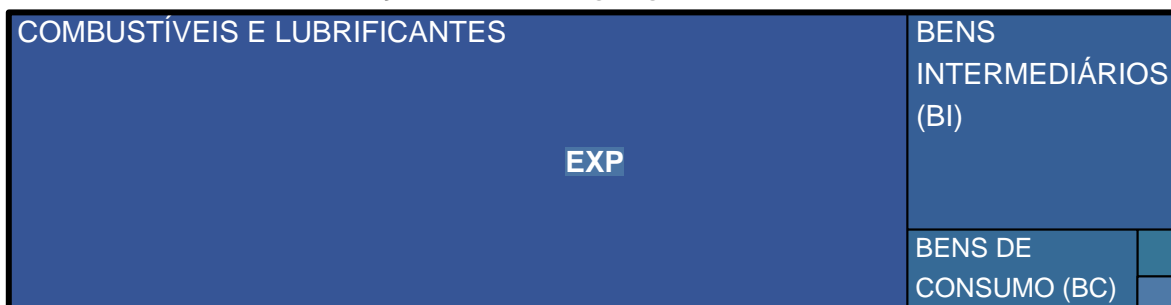 COMBUSTÍVEIS E LUBRIFICANTES
EXP
BENS
INTERMEDIÁRIOS
(BI)
BENS DE
CONSUMO (BC)